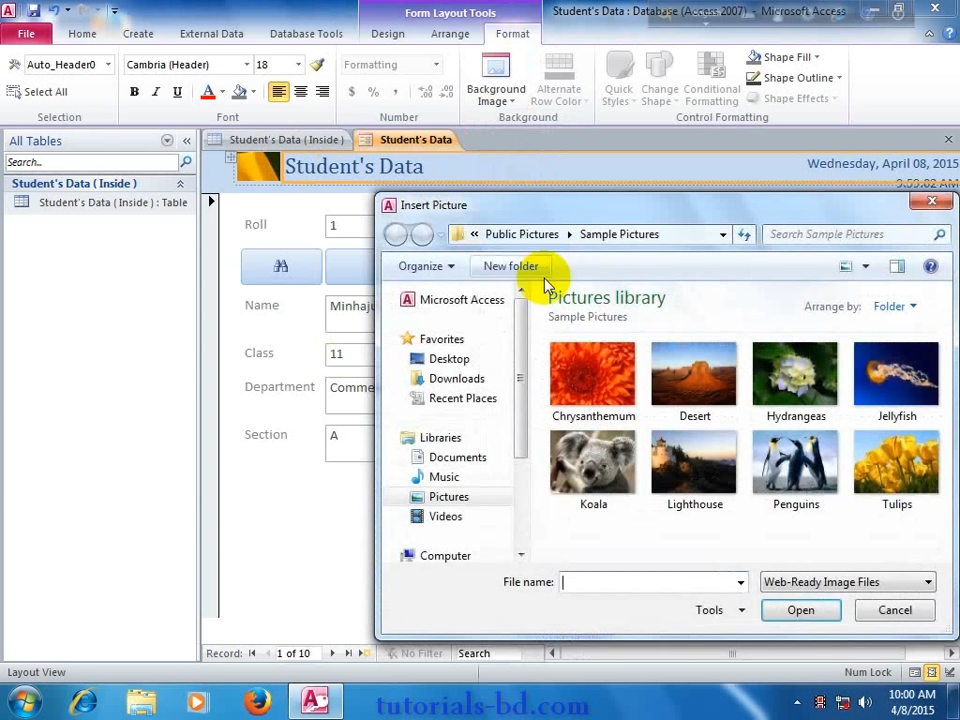 Form Layout Tools
Student's Data : Database (Access 2007) - Microsoft Access
File Home Create External Data Database Tools Design Arrange Format
Auto_Header0 Cambria (Header) 18 Formatting Background Image Alternate Row Color Quick Styles Change Shape Conditional Formatting Shape Fill
Select All B I U A $ % , Shape Outline
Shape Effects
Selection Font Number Background Control Formatting
All Tables
Search...
Student's Data ( Inside )
Student's Data ( Inside ) : Table
Student's Data ( Inside ) Student's Data
Student's Data
Wednesday, April 08, 2015
9:59:02 AM
Roll 1
Name Minhaju
Class 11
Department Comme
Section A
Insert Picture
« Public Pictures Sample Pictures Search Sample Pictures
Organize New folder
Microsoft Access
Favorites
Desktop
Downloads
Recent Places
Libraries
Documents
Music
Pictures
Videos
Computer
Pictures library
Sample Pictures
Arrange by: Folder
Chrysanthemum Desert Hydrangeas Jellyfish
Koala Lighthouse Penguins Tulips
File name: Web-Ready Image Files
Tools Open Cancel
Record: 1 of 10 No Filter Search
Layout View Num Lock
tutorials-bd.com
10:00 AM
4/8/2015